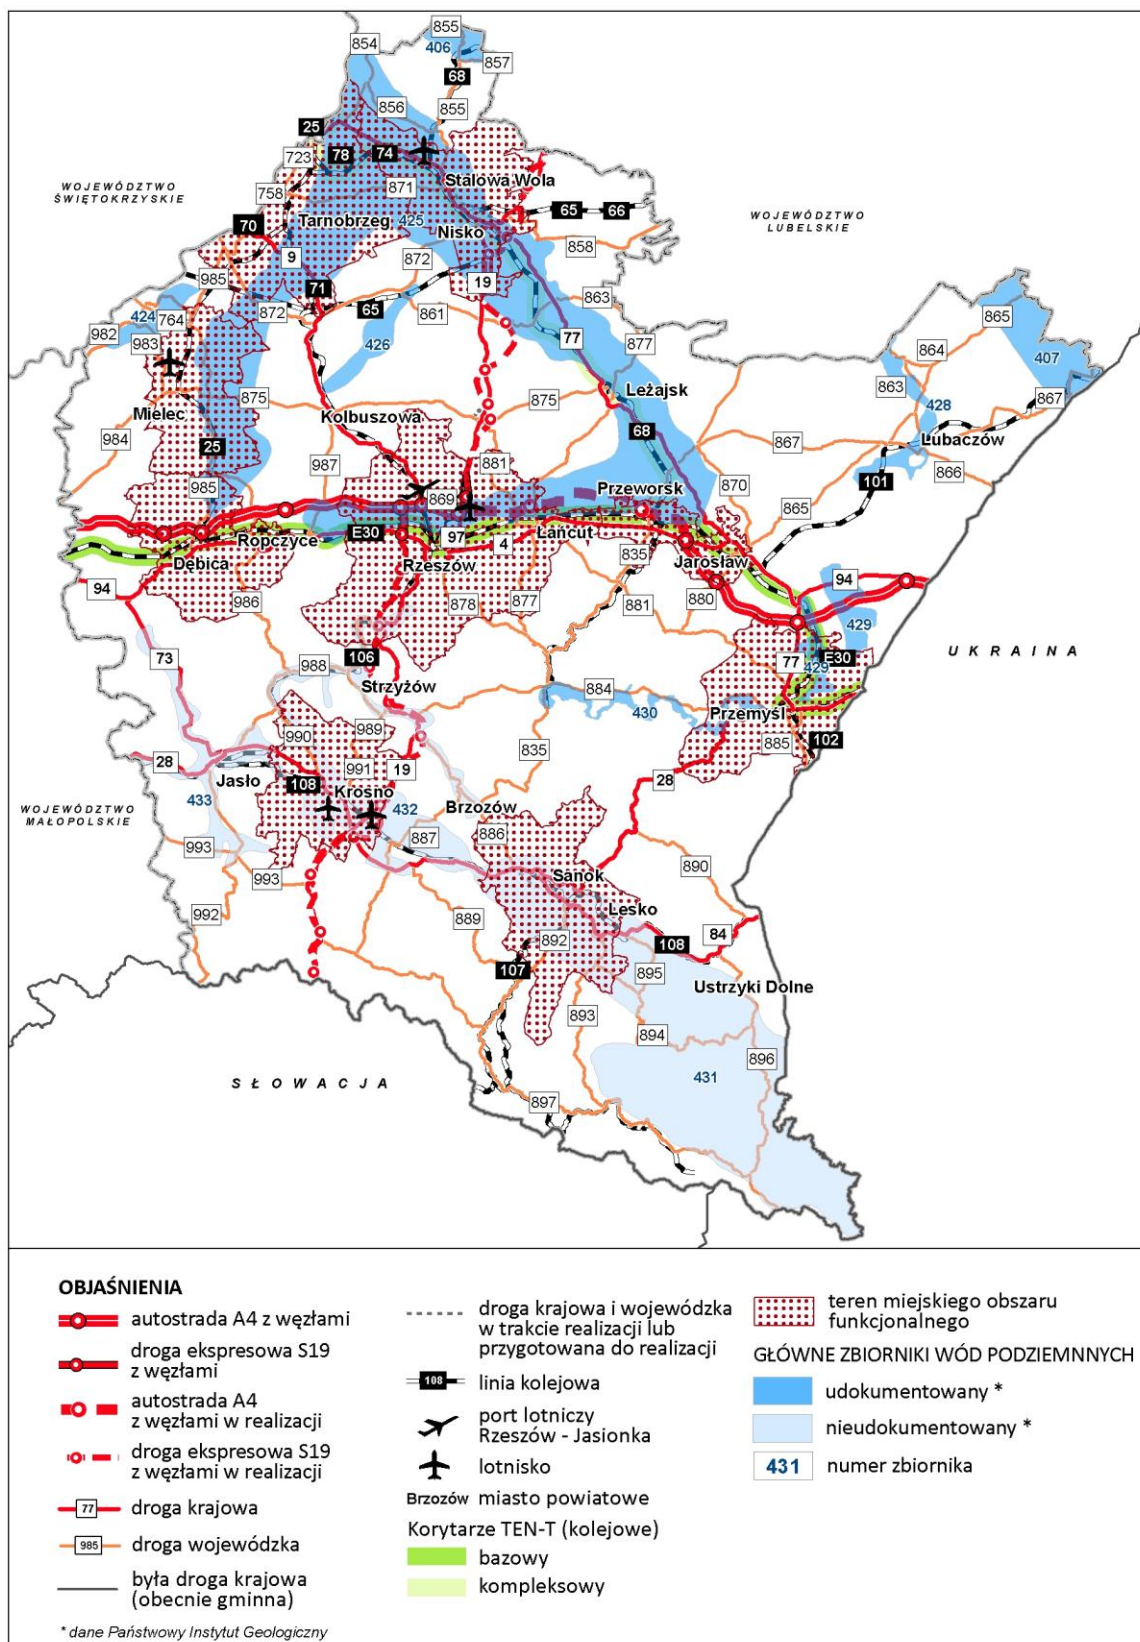 855
854
406
857
68
856
855
25
723
78
74
WOJEWÓDZTWO
ŚWIĘTOKRZYSKIE
758
871
Stalowa Wola
65
66
WOJEWÓDZTWO
LUBELSKIE
70
Tarnobrzeg
425
Nisko
858
9
872
985
71
19
872
65
861
863
865
424
764
982
983
426
77
877
864
407
863
428
867
875
Kolbuszowa
875
Leżajsk
Mielec
984
25
68
867
Lubaczów
866
987
881
101
985
869
Przeworsk
870
865
E30
97
4
Łańcut
Ropczyce
Dębica
Rzeszów
835
Jarosław
94
94
986
878
877
881
880
429
UKRAINA
73
106
77
E30
429
988
Strzyżów
884
430
Przemyśl
990
989
885
102
28
835
991
19
28
Jasło
108
Krosno
WOJEWÓDZTWO
MAŁOPOLSKIE
433
432
Brzozów
887
886
993
993
890
Sanok
992
889
Lesko
84
892
108
107
895
Ustrzyki Dolne
893
894
896
SŁOWACJA
431
897
OBJAŚNIENIA
autostrada A4 z węzłami
droga ekspresowa S19
z węzłami
autostrada A4
z węzłami w realizacji
droga ekspresowa S19
z węzłami w realizacji
77 droga krajowa
985 droga wojewódzka
była droga krajowa
(obecnie gminna)
* dane Państwowy Instytut Geologiczny
droga krajowa i wojewódzka
w trakcie realizacji lub
przygotowana do realizacji
108 linia kolejowa
port lotniczy
Rzeszów - Jasionka
lotnisko
Brzozów miasto powiatowe
Korytarze TEN-T (kolejowe)
bazowy
kompleksowy
teren miejskiego obszaru
funkcjonalnego
GŁÓWNE ZBIORNIKI WÓD PODZIEMNNYCH
udokumentowany *
nieudokumentowany *
431 numer zbiornika